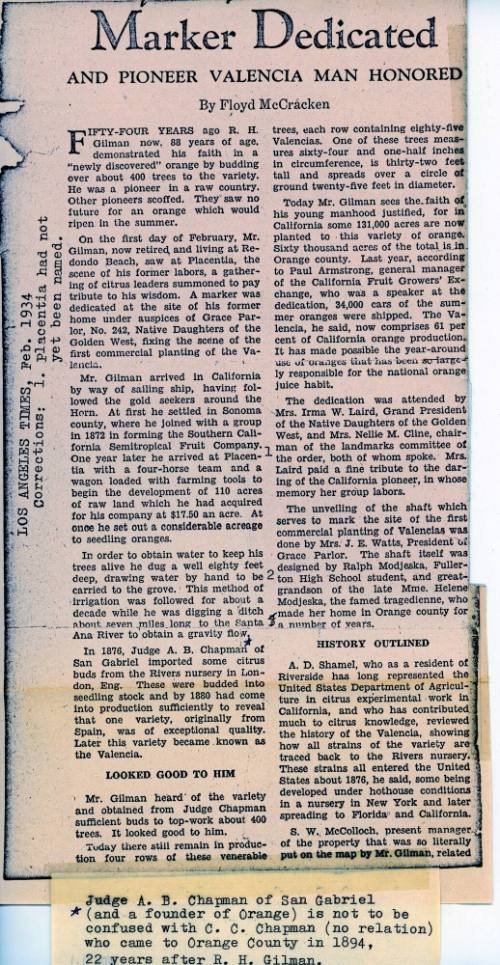 Marker Dedicated
AND PIONEER VALENCIA MAN HONORED
By Floyd McCracken
FIFTY-FOUR YEARS ago R. H.
Gilman now, 88 years of age,
demonstrated his faith in a
"newly discovered" orange by budding
over about 400 trees to the variety.
He was a pioneer in a raw country.
Other pioneers scoffed. They saw no
future for an orange which would
ripen in the summer.
On the first day of February, Mr.
Gilman, now retired and living at Re-
dondo Beach, saw at Placentia, the
scene of his former labors, a gather-
ing of citrus leaders summoned to pay
tribute to his wisdom. A marker was
dedicated at the site of his former
home under auspices of Grace Par-
lor, No. 242, Native Daughters of the
Golden West, fixing the scene of the
first commercial planting of the Va-
lencia.
Mr. Gilman arrived in California
by way of sailing ship, having fol-
lowed the gold seekers around the
Horn. At first he settled in Sonoma
county, where he joined with a group
in 1872 in forming the Southern Cali-
fornia Semitropical Fruit Company.
One year later he arrived at Placen-
tia with a four-horse team and a
wagon loaded with farming tools to
begin the development of 110 acres
of raw land which he had acquired
for his company at $17.50 an acre. At
once he set out a considerable acreage
to seedling oranges.
In order to obtain water to keep his
trees alive he dug a well eighty feet
deep, drawing water by hand to be
carried to the grove. This method of
irrigation was followed for about a
decade while he was digging a ditch
about seven miles long to the Santa
Ana River to obtain a gravity flow.
*
In 1876, Judge A. B. Chapman of
San Gabriel imported some citrus
buds from the Rivers nursery in Lon-
don, Eng. These were budded into
seedling stock and by 1880 had come
into production sufficiently to reveal
that one variety, originally from
Spain, was of exceptional quality.
Later this variety became known as
the Valencia.
LOOKED GOOD TO HIM
Mr. Gilman heard of the variety
and obtained from Judge Chapman
sufficient buds to top-work about 400
trees. It looked good to him.
Today there still remain in produc-
tion four rows of these venerable
trees, each row containing eighty-five
Valencias. One of these trees meas-
ures sixty-four and one-half inches
in circumference, is thirty-two feet
tall and spreads over a circle of
ground twenty-five feet in diameter.
Today Mr. Gilman sees the faith of
his young manhood justified, for in
California some 131,000 acres are now
planted to this variety of orange.
Sixty thousand acres of the total is in
Orange county. Last year, according
to Paul Armstrong, general manager
of the California Fruit Growers' Ex-
change, who was a speaker at the
dedication, 34,000 cars of the sum-
mer oranges were shipped. The Va-
lencia, he said, now comprises 61 per
cent of California orange production.
It has made possible the year-around
use of oranges that has been so large-
ly responsible for the national orange
juice habit.
The dedication was attended by
1 Mrs. Irma W. Laird, Grand President
of the Native Daughters of the Golden
West, and Mrs. Nellie M. Cline, chair-
man of the landmarks committee of
the order, both of whom spoke. Mrs.
Laird paid a fine tribute to the dar-
ing of the California pioneer, in whose
memory her group labors.
The unveiling of the shaft which
serves to mark the site of the first
commercial planting of Valencias was
done by Mrs. J. E. Watts, President of
2 Grace Parlor. The shaft itself was
designed by Ralph Modjeska, Fuller-
ton High School student, and great-
grandson of the late Mme. Helene
Modjeska, the famed tragedienne, who
made her home in Orange county for
a number of years.
HISTORY OUTLINED
A. D. Shamel, who as a resident of
Riverside has long represented the
United States Department of Agricul-
ture in citrus experimental work in
California, and who has contributed
much to citrus knowledge, reviewed
the history of the Valencia, showing
how all strains of the variety are
traced back to the Rivers nursery.
These strains all entered the United
States about 1876, he said, some being
developed under hothouse conditions
in a nursery in New York and later
spreading to Florida and California.
S. W. McColloch, present manager
of the property that was so literally
put on the map by Mr. Gilman, related
LOS ANGELES TIMES, Feb. 1934
Corrections; 1. Placentia had not
yet been named.
Judge A. B. Chapman of San Gabriel
* (and a founder of Orange) is not to be
confused with C. C. Chapman (no relation)
who came to Orange County in 1894,
22 years after R. H. Gilman.